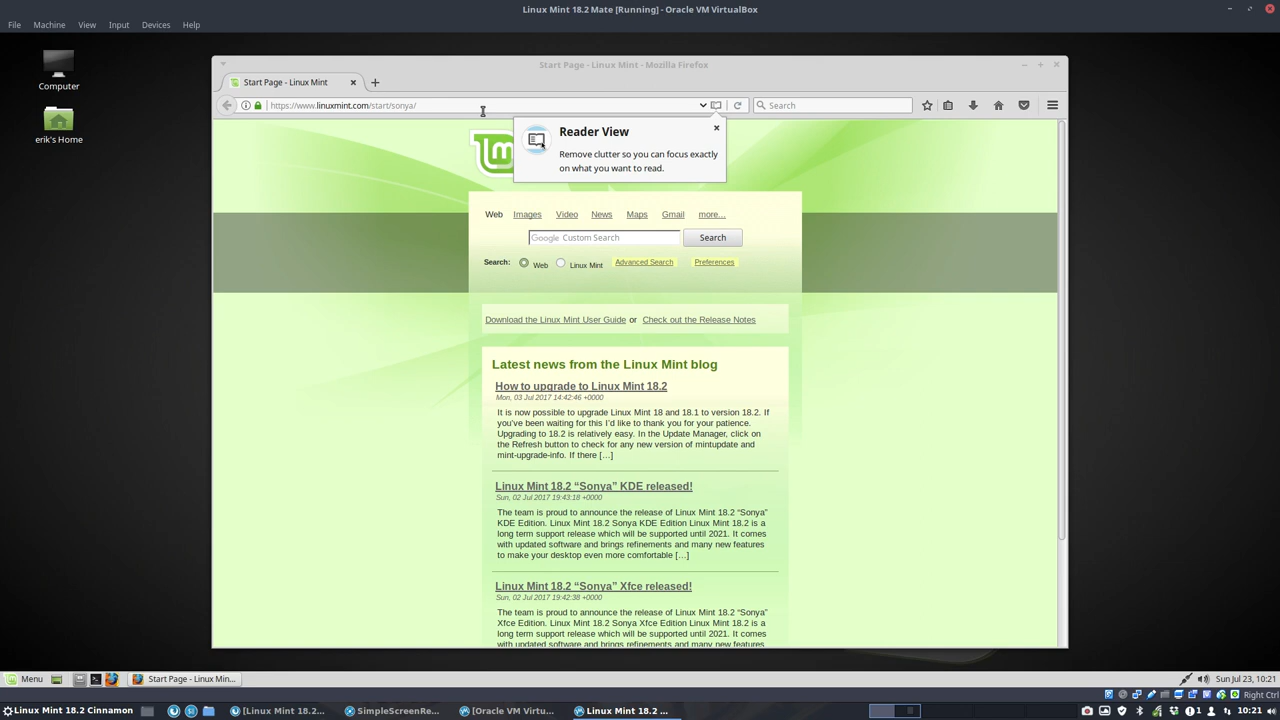 Linux Mint 18.2 Mate [Running] - Oracle VM VirtualBox
File Machine View Input Devices Help
Computer
erik's Home
Start Page - Linux Mint - Mozilla Firefox
Start Page - Linux Mint
https://www.linuxmint.com/start/sonya/
Search
Reader View
Remove clutter so you can focus exactly
on what you want to read.
lm
Web Images Video News Maps Gmail more...
Google Custom Search Search
Search: Web Linux Mint Advanced Search Preferences
Download the Linux Mint User Guide or Check out the Release Notes
Latest news from the Linux Mint blog
How to upgrade to Linux Mint 18.2
Mon, 03 Jul 2017 14:42:46 +0000
It is now possible to upgrade Linux Mint 18 and 18.1 to version 18.2. If
you've been waiting for this I'd like to thank you for your patience.
Upgrading to 18.2 is relatively easy. In the Update Manager, click on
the Refresh button to check for any new version of mintupdate and
mint-upgrade-info. If there […]
Linux Mint 18.2 “Sonya” KDE released!
Sun, 02 Jul 2017 19:43:18 +0000
The team is proud to announce the release of Linux Mint 18.2 “Sonya”
KDE Edition. Linux Mint 18.2 Sonya KDE Edition Linux Mint 18.2 is a
long term support release which will be supported until 2021. It comes
with updated software and brings refinements and many new features
to make your desktop even more comfortable […]
Linux Mint 18.2 “Sonya” Xfce released!
Sun, 02 Jul 2017 19:42:38 +0000
The team is proud to announce the release of Linux Mint 18.2 “Sonya”
Xfce Edition. Linux Mint 18.2 Sonya Xfce Edition Linux Mint 18.2 is a
long term support release which will be supported until 2021. It comes
with updated software and brings refinements and many new features
Menu Start Page - Linux Min... Sun Jul 23, 10:21
Right Ctrl
Linux Mint 18.2 Cinnamon [Linux Mint 18.2... SimpleScreenRe... [Oracle VM Virtu... Linux Mint 18.2 ... 1 10:21